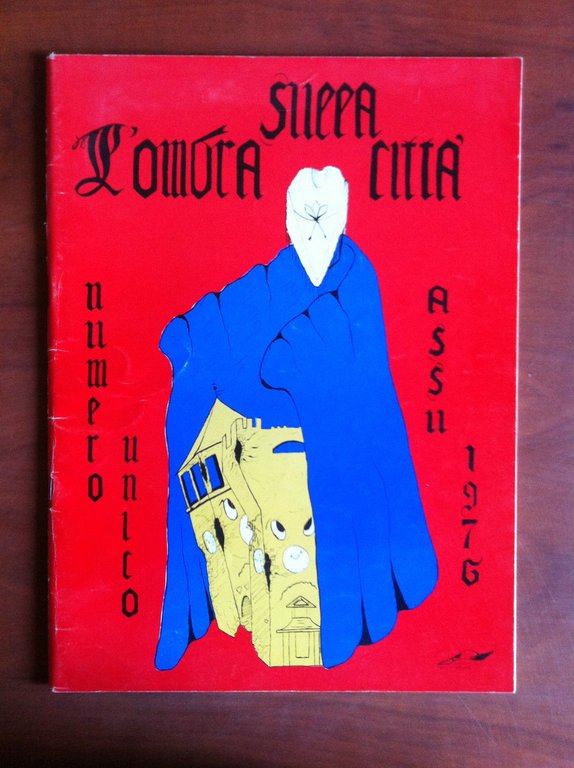 L'ombra
sulla
città
numero
unico
ASSU
1976